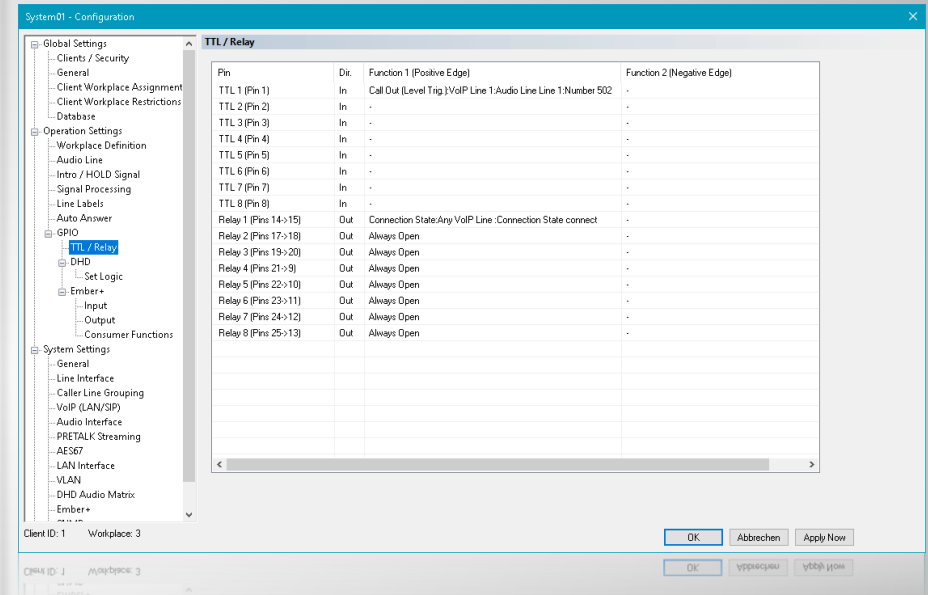 System01 - Configuration
Global Settings
Clients / Security
General
Client Workplace Assignment
Client Workplace Restrictions
Database
Operation Settings
Workplace Definition
Audio Line
Intro / HOLD Signal
Signal Processing
Line Labels
Auto Answer
GPIO
TTL / Relay
DHD
Set Logic
Ember+
Input
Output
Consumer Functions
System Settings
General
Line Interface
Caller Line Grouping
VoIP (LAN/SIP)
Audio Interface
PRETALK Streaming
AES67
LAN Interface
VLAN
DHD Audio Matrix
Ember+
TTL / Relay
Pin Dir. Function 1 (Positive Edge) Function 2 (Negative Edge)
TTL 1 (Pin 1) In Call Out (Level Trig.):VoIP Line 1:Audio Line Line 1:Number 502 -
TTL 2 (Pin 2) In - -
TTL 3 (Pin 3) In - -
TTL 4 (Pin 4) In - -
TTL 5 (Pin 5) In - -
TTL 6 (Pin 6) In - -
TTL 7 (Pin 7) In - -
TTL 8 (Pin 8) In - -
Relay 1 (Pins 14->15) Out Connection State:Any VoIP Line :Connection State connect -
Relay 2 (Pins 17->18) Out Always Open -
Relay 3 (Pins 19->20) Out Always Open -
Relay 4 (Pins 21->9) Out Always Open -
Relay 5 (Pins 22->10) Out Always Open -
Relay 6 (Pins 23->11) Out Always Open -
Relay 7 (Pins 24->12) Out Always Open -
Relay 8 (Pins 25->13) Out Always Open -
Client ID: 1 Workplace: 3
OK Abbrechen Apply Now